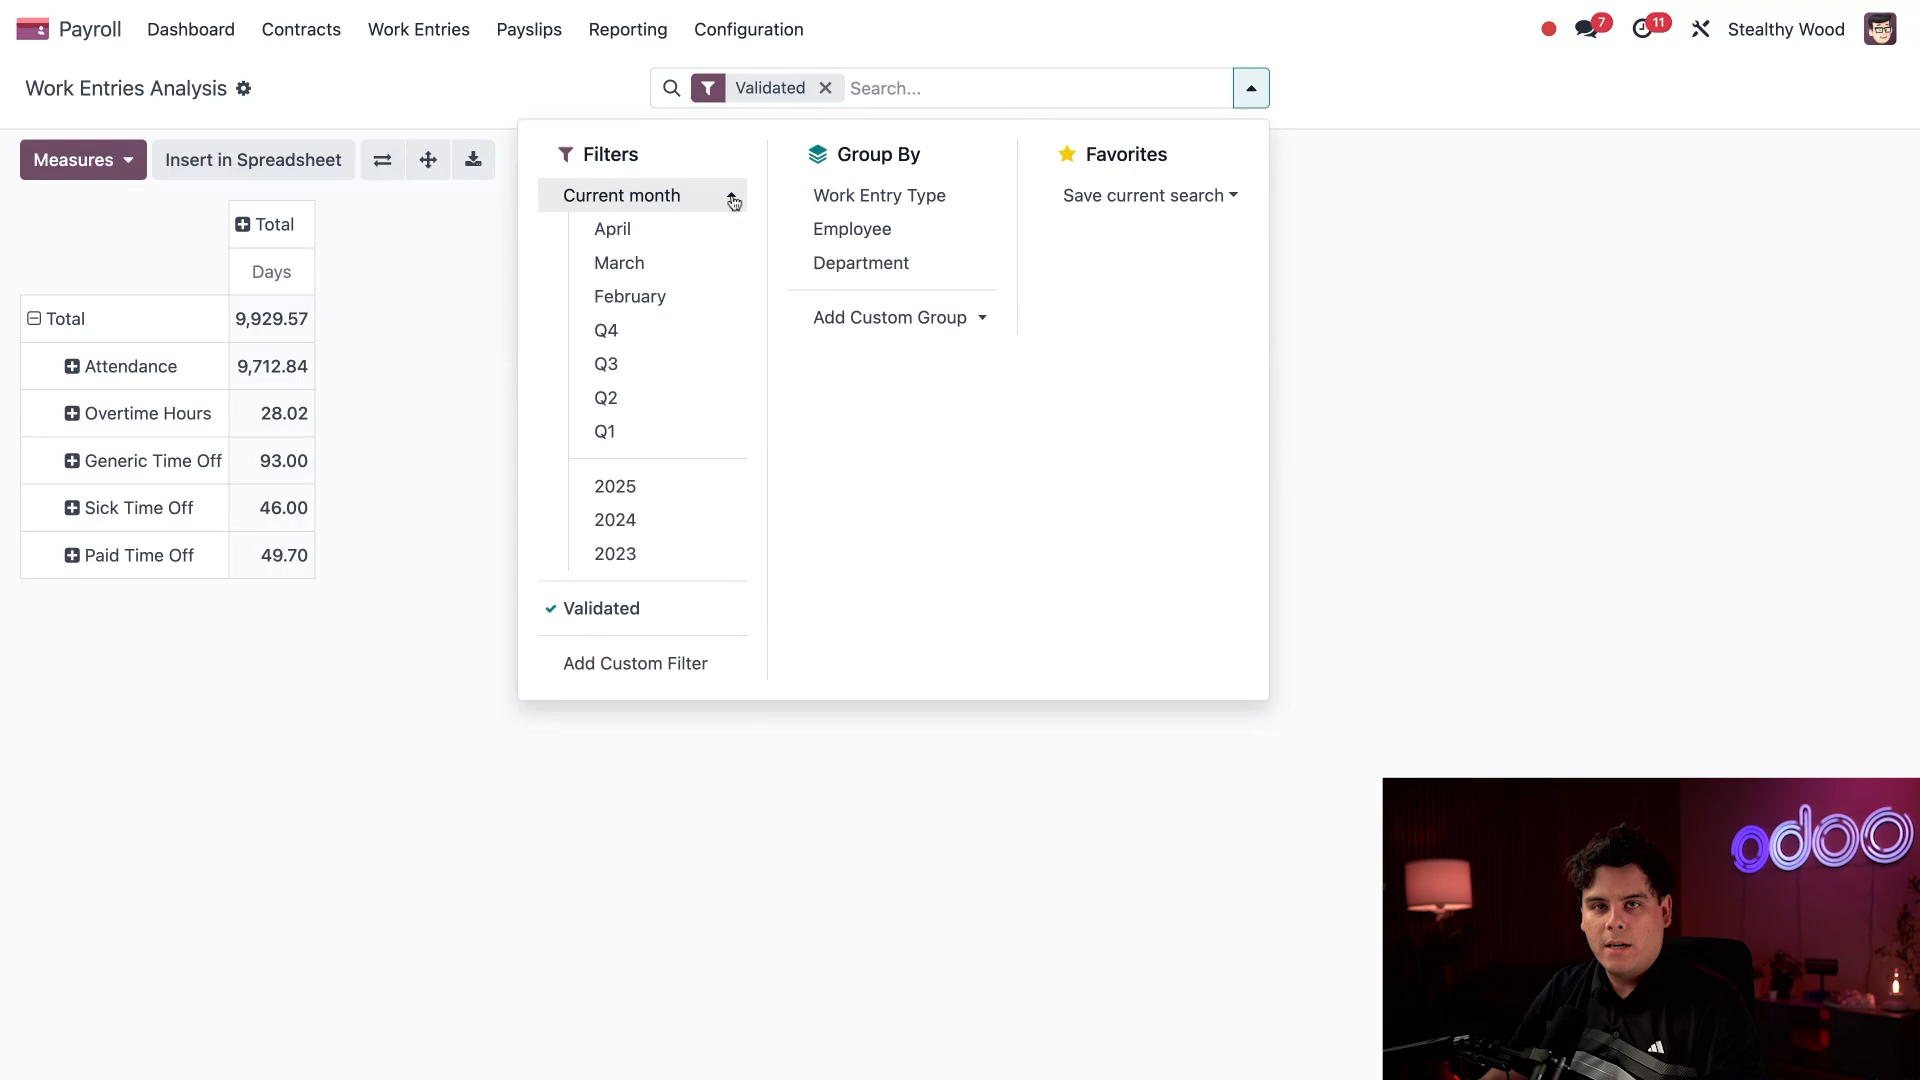 Payroll Dashboard Contracts Work Entries Payslips Reporting Configuration 7 11 Stealthy Wood
Work Entries Analysis Validated Search...
Measures Insert in Spreadsheet
Total
Days
Total 9,929.57
Attendance 9,712.84
Overtime Hours 28.02
Generic Time Off 93.00
Sick Time Off 46.00
Paid Time Off 49.70
Filters
Current month
April
March
February
Q4
Q3
Q2
Q1
2025
2024
2023
Validated
Add Custom Filter
Group By
Work Entry Type
Employee
Department
Add Custom Group
Favorites
Save current search
odoo